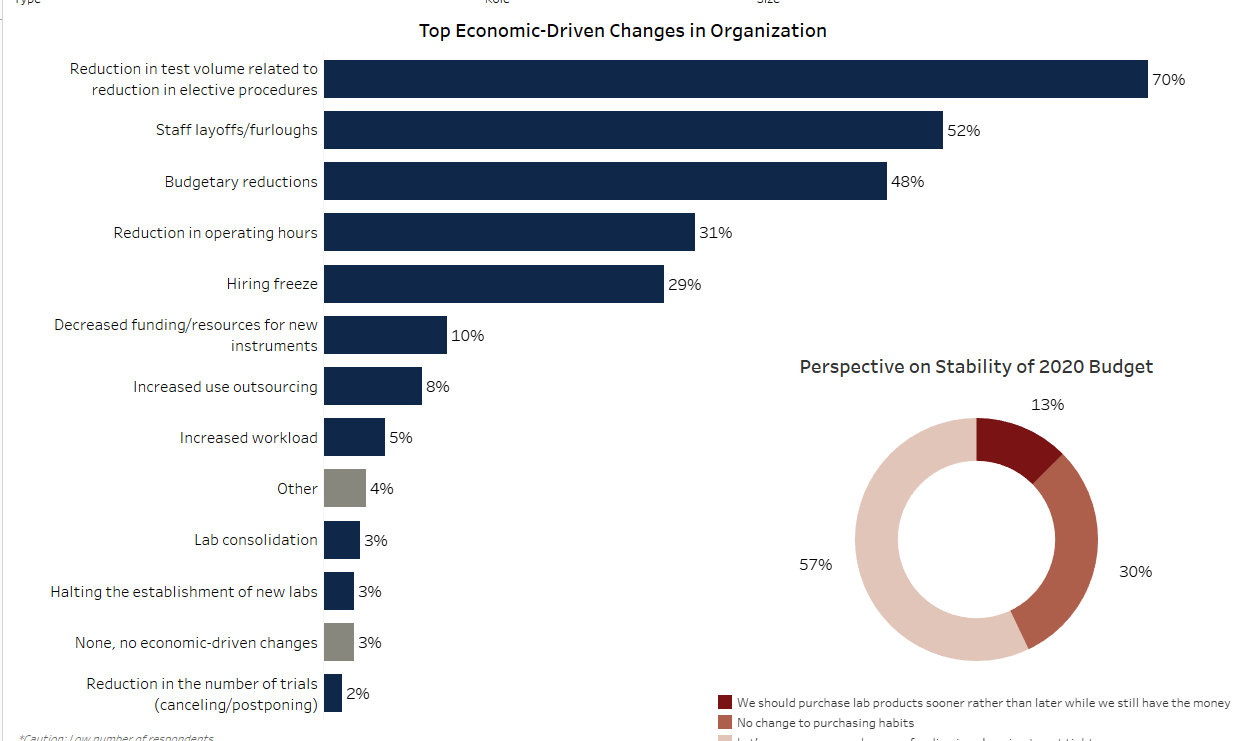 Type Role Size
Top Economic-Driven Changes in Organization
Reduction in test volume related to
reduction in elective procedures
70%
Staff layoffs/furloughs
52%
Budgetary reductions
48%
Reduction in operating hours
31%
Hiring freeze
29%
Decreased funding/resources for new
instruments
10%
Increased use outsourcing
8%
Increased workload
5%
Other
4%
Lab consolidation
3%
Halting the establishment of new labs
3%
None, no economic-driven changes
3%
Reduction in the number of trials
(canceling/postponing)
2%
*Caution: Low number of respondents
Perspective on Stability of 2020 Budget
13%
57%
30%
We should purchase lab products sooner rather than later while we still have the money
No change to purchasing habits